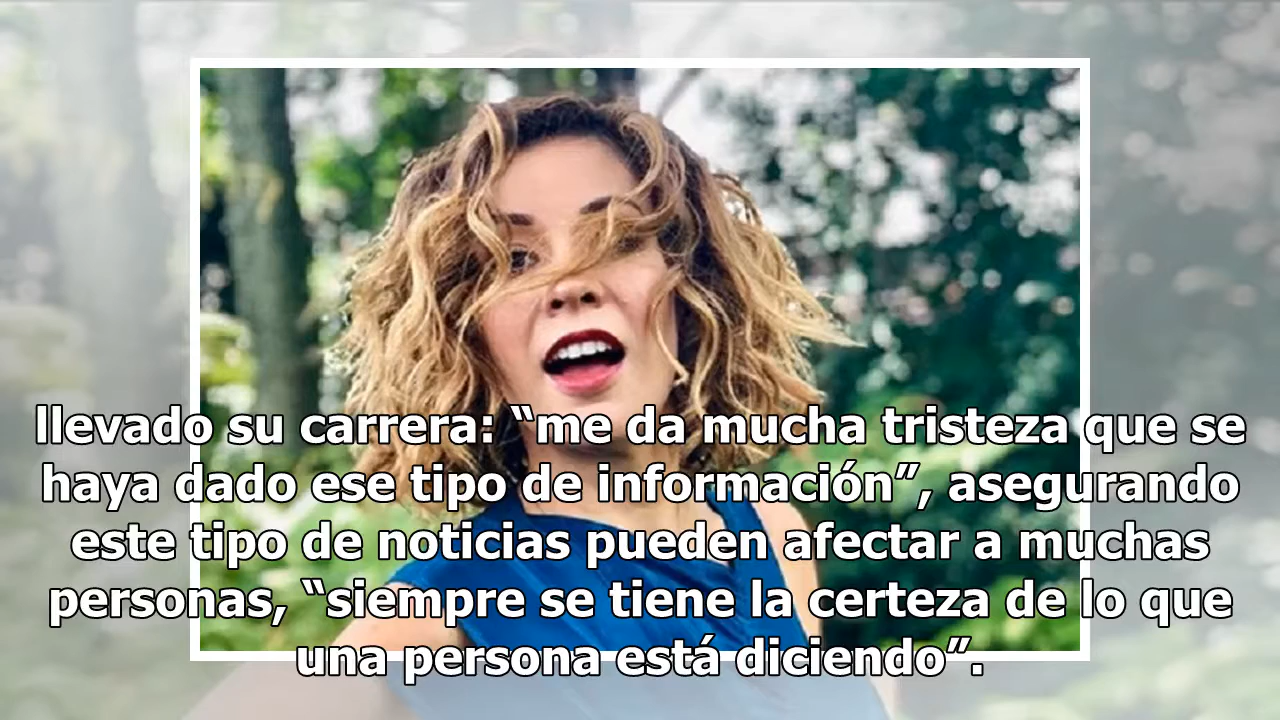 llevado su carrera: “me da mucha tristeza que se
haya dado ese tipo de información”, asegurando
este tipo de noticias pueden afectar a muchas
personas, “siempre se tiene la certeza de lo que
una persona está diciendo”.